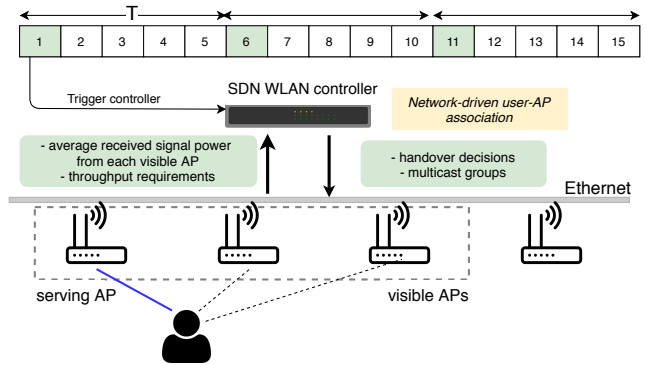 T
1 2 3 4 5 6 7 8 9 10 11 12 13 14 15
SDN WLAN controller
Trigger controller
Network-driven user-AP
association
- average received signal power
from each visible AP
- throughput requirements
- handover decisions
- multicast groups
Ethernet
serving AP
visible APs